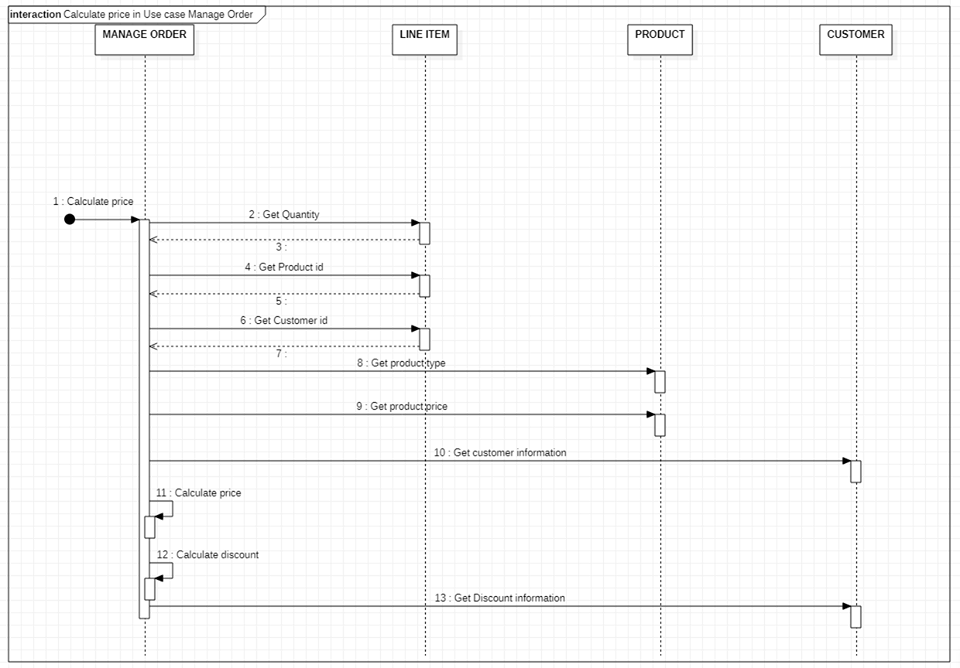 interaction Calculate price in Use case Manage Order
MANAGE ORDER
LINE ITEM
PRODUCT
CUSTOMER
1 : Calculate price
2 : Get Quantity
3 :
4 : Get Product id
5 :
6 : Get Customer id
7 :
8 : Get product type
9 : Get product price
10 : Get customer information
11 : Calculate price
12 : Calculate discount
13 : Get Discount information